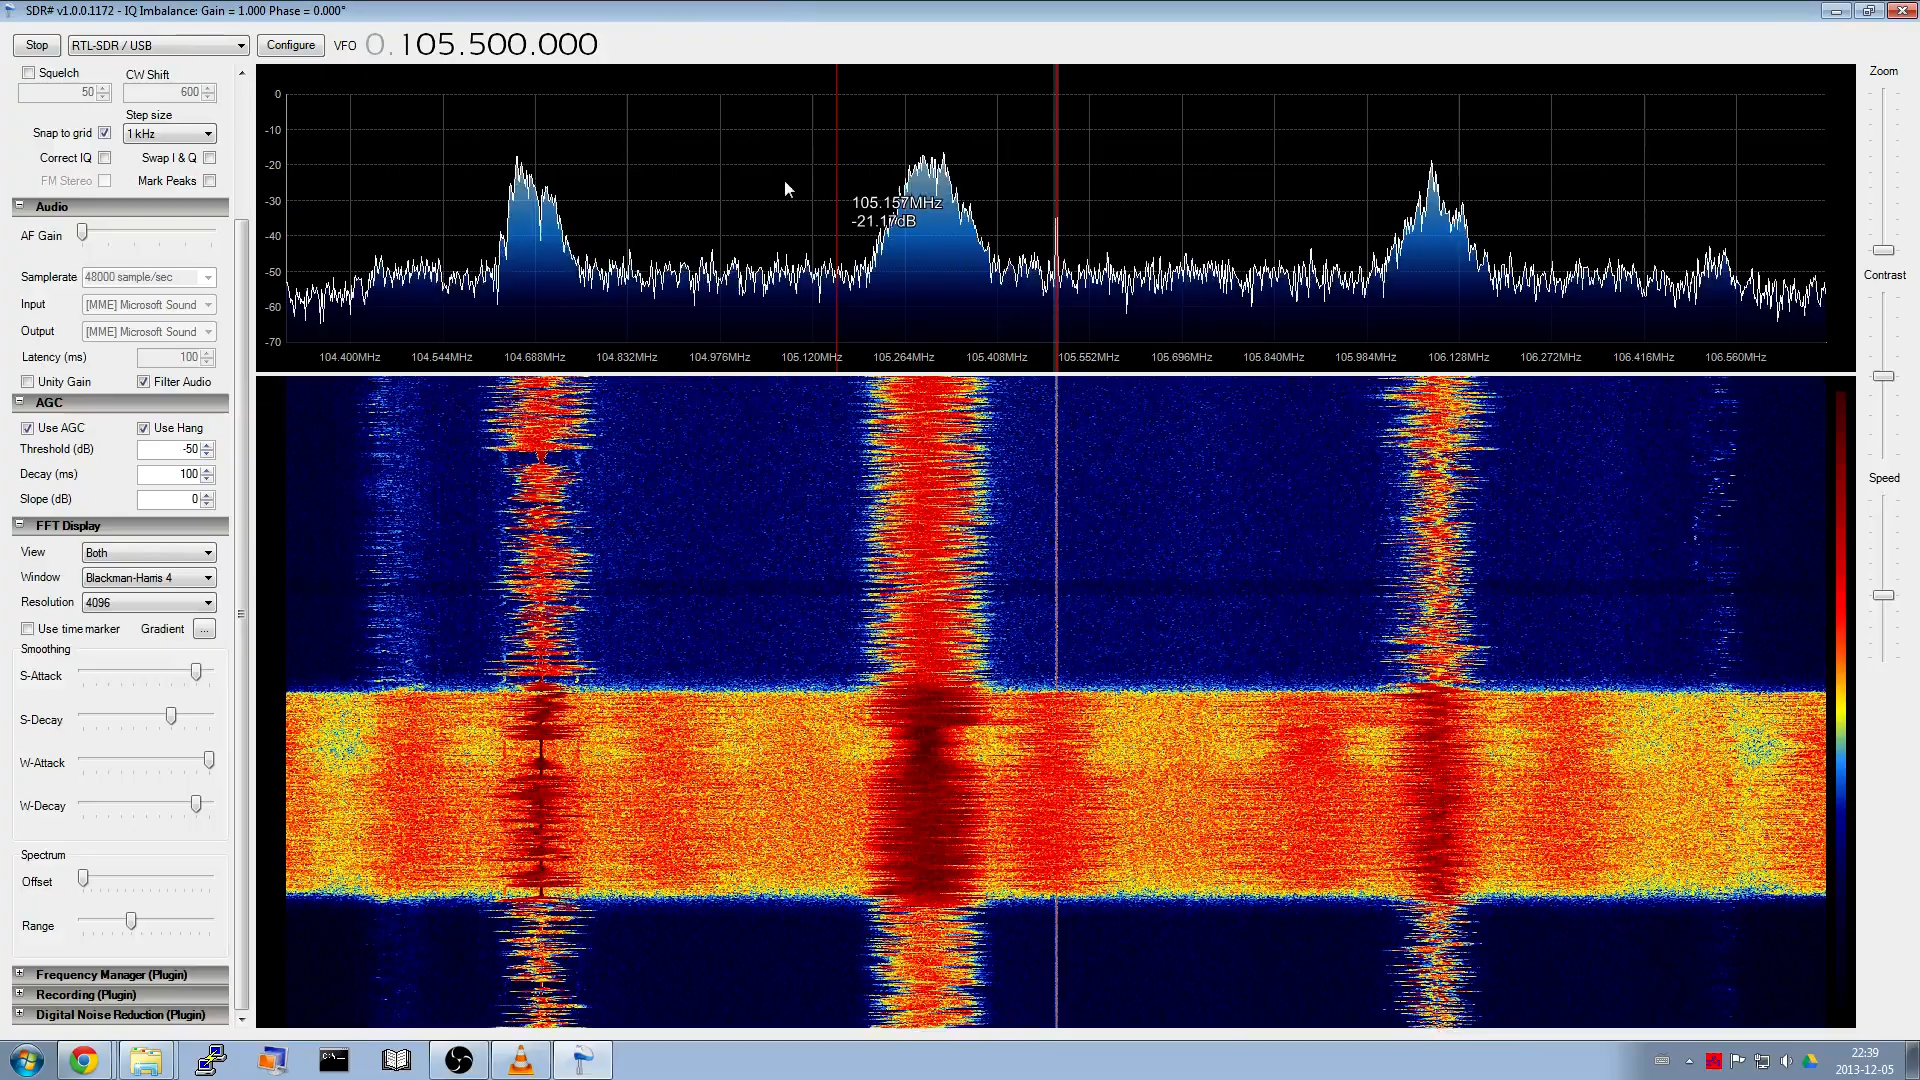 SDR# v1.0.0.1172 - IQ Imbalance: Gain = 1.000 Phase = 0.000°
Stop
RTL-SDR / USB
Configure
VFO
0.105.500.000
Squelch
CW Shift
50
600
Step size
Snap to grid
1 kHz
Correct IQ
Swap I & Q
FM Stereo
Mark Peaks
Audio
AF Gain
Samplerate
48000 sample/sec
Input
[MME] Microsoft Sound
Output
[MME] Microsoft Sound
Latency (ms)
100
Unity Gain
Filter Audio
AGC
Use AGC
Use Hang
Threshold (dB)
-50
Decay (ms)
100
Slope (dB)
0
FFT Display
View
Both
Window
Blackman-Harris 4
Resolution
4096
Use time marker
Gradient
...
Smoothing
S-Attack
S-Decay
W-Attack
W-Decay
Spectrum
Offset
Range
Frequency Manager (Plugin)
Recording (Plugin)
Digital Noise Reduction (Plugin)
0
-10
-20
-30
-40
-50
-60
-70
105.157MHz
-21.17dB
104.400MHz
104.544MHz
104.688MHz
104.832MHz
104.976MHz
105.120MHz
105.264MHz
105.408MHz
105.552MHz
105.696MHz
105.840MHz
105.984MHz
106.128MHz
106.272MHz
106.416MHz
106.560MHz
Zoom
Contrast
Speed
22:39
2013-12-05